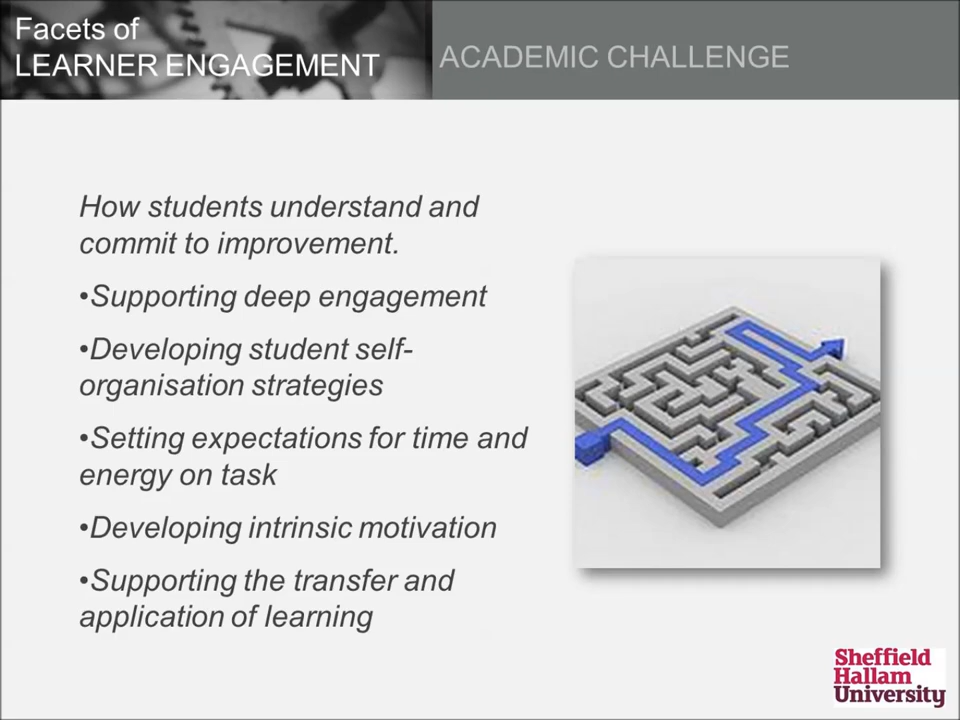 Facets of
LEARNER ENGAGEMENT
ACADEMIC CHALLENGE
How students understand and
commit to improvement.
•Supporting deep engagement
•Developing student self-
organisation strategies
•Setting expectations for time and
energy on task
•Developing intrinsic motivation
•Supporting the transfer and
application of learning
Sheffield
Hallam
University